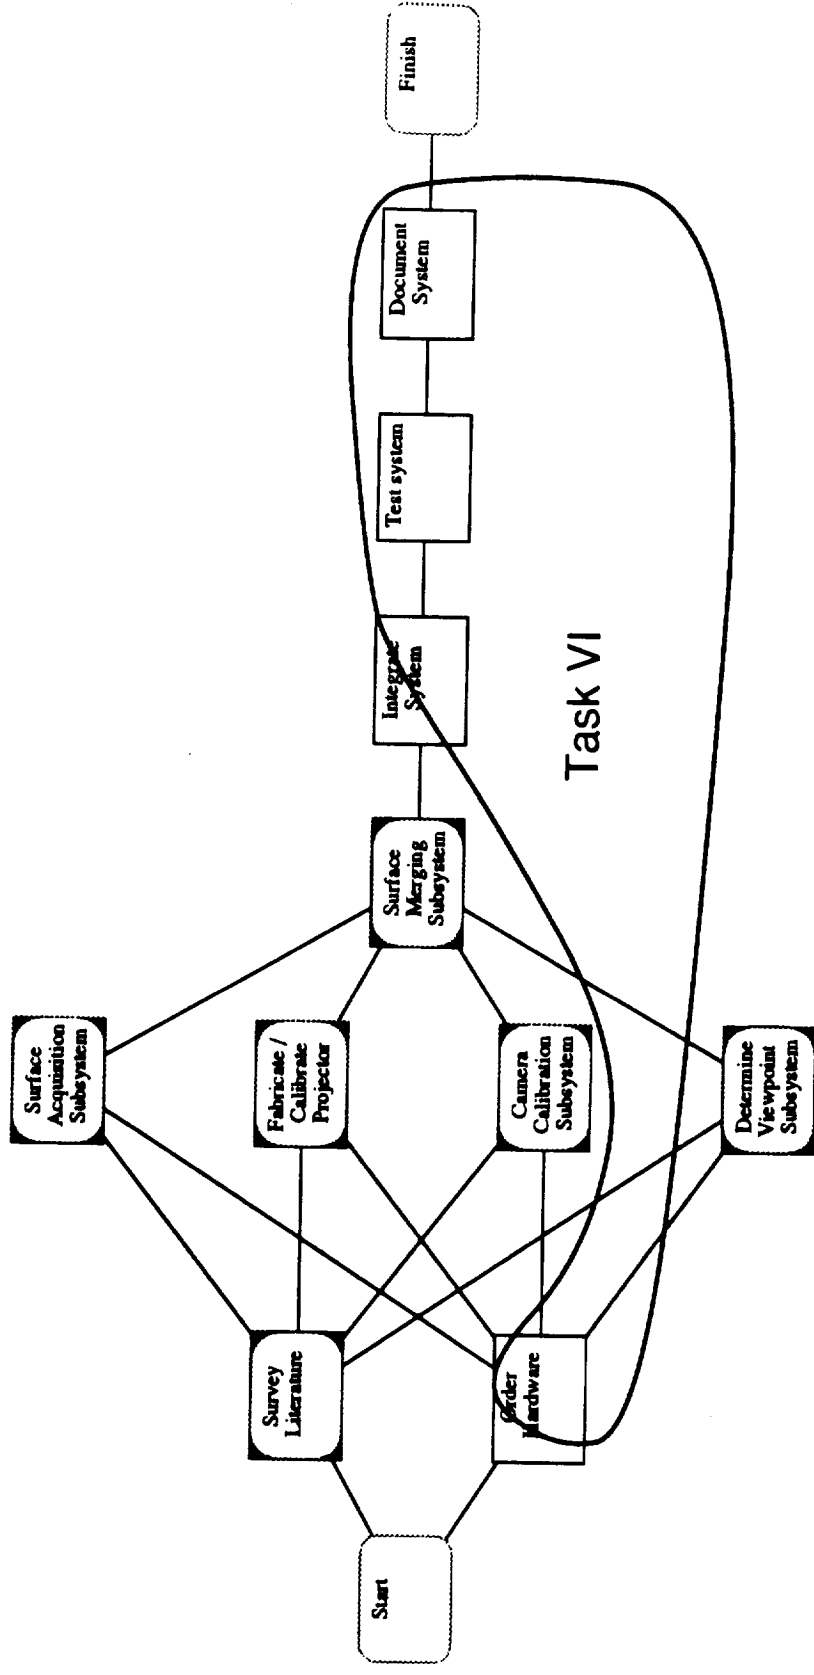 Start
Survey
Literature
Order
Hardware
Surface
Acquisition
Subsystem
Fabricate /
Calibrate
Projector
Camera
Calibration
Subsystem
Determine
Viewpoint
Subsystem
Surface
Merging
Subsystem
Integrate
System
Test system
Document
System
Finish
Task VI